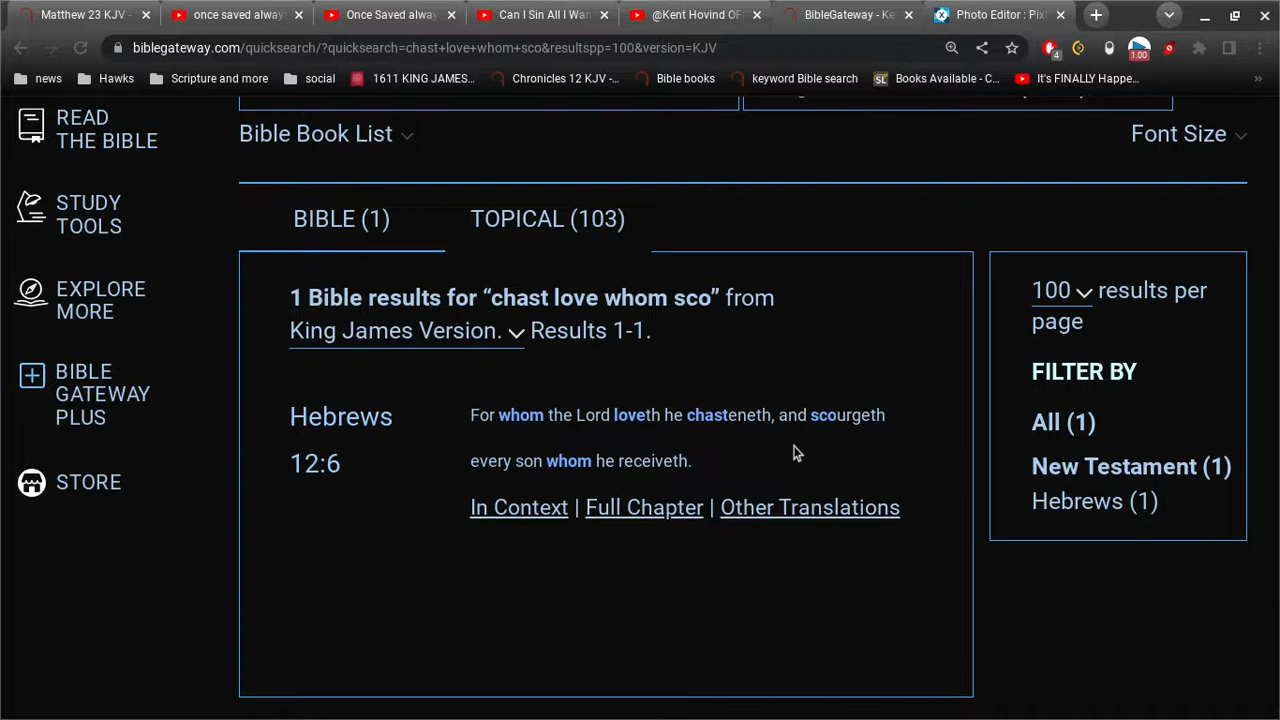 Matthew 23 KJV -
once saved alway
Once Saved alway
Can I Sin All I Wan
@Kent Hovind OF
BibleGateway - Ke
Photo Editor : Pix
biblegateway.com/quicksearch/?quicksearch=chast+love+whom+sco&resultspp=100&version=KJV
4
1.00
news
Hawks
Scripture and more
social
1611 KING JAMES...
Chronicles 12 KJV -...
Bible books
keyword Bible search
SL
Books Available - C...
It's FINALLY Happe...
»
READ
THE BIBLE
STUDY
TOOLS
EXPLORE
MORE
BIBLE
GATEWAY
PLUS
STORE
Bible Book List
Font Size
BIBLE (1)
TOPICAL (103)
1 Bible results for “chast love whom sco” from
King James Version. Results 1-1.
Hebrews
12:6
For whom the Lord loveth he chasteneth, and scourgeth
every son whom he receiveth.
In Context | Full Chapter | Other Translations
100 results per
page
FILTER BY
All (1)
New Testament (1)
Hebrews (1)